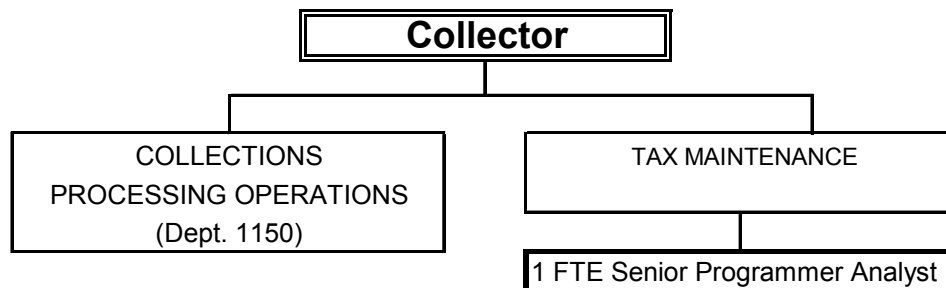 Collector
COLLECTIONS
PROCESSING OPERATIONS
(Dept. 1150)
TAX MAINTENANCE
1 FTE Senior Programmer Analyst